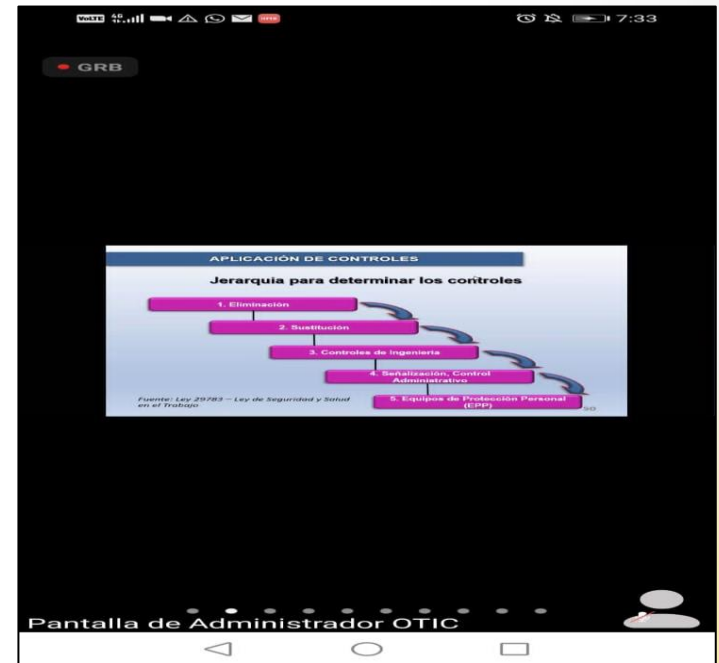 VoLTE 4G 7:33
GRB
APLICACIÓN DE CONTROLES
Jerarquia para determinar los controles
1. Eliminación
2. Sustitución
3. Controles de Ingeniería
4. Señalización, Control
Administrativo
Fuente: Ley 29783 – Ley de Seguridad y Salud
en el Trabajo
5. Equipos de Protección Personal
(EPP)
Pantalla de Administrador OTIC